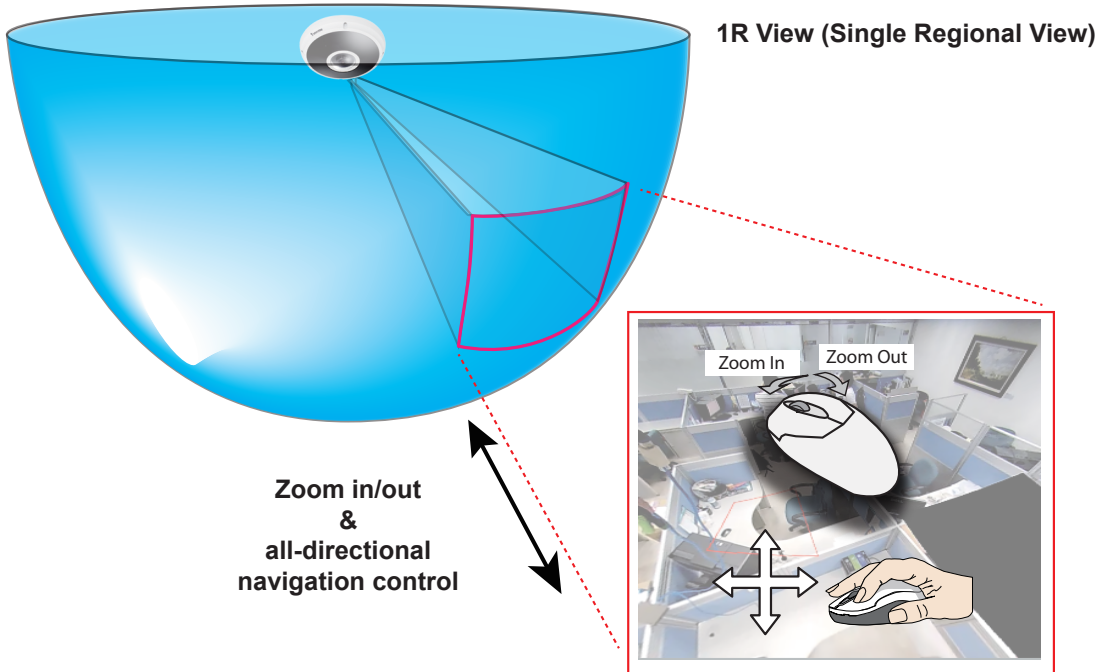 1R View (Single Regional View)
Zoom In
Zoom Out
Zoom in/out
&
all-directional
navigation control